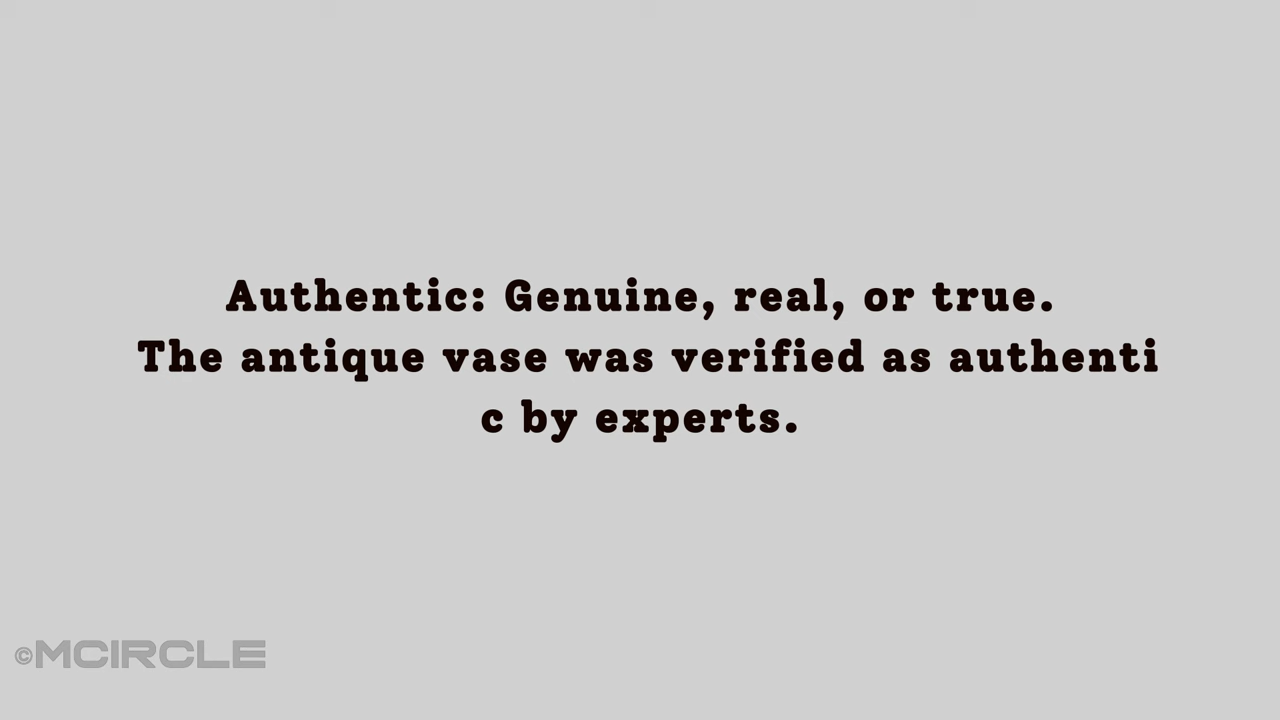 Authentic: Genuine, real, or true.
The antique vase was verified as authenti
c by experts.
©MCIRCLE